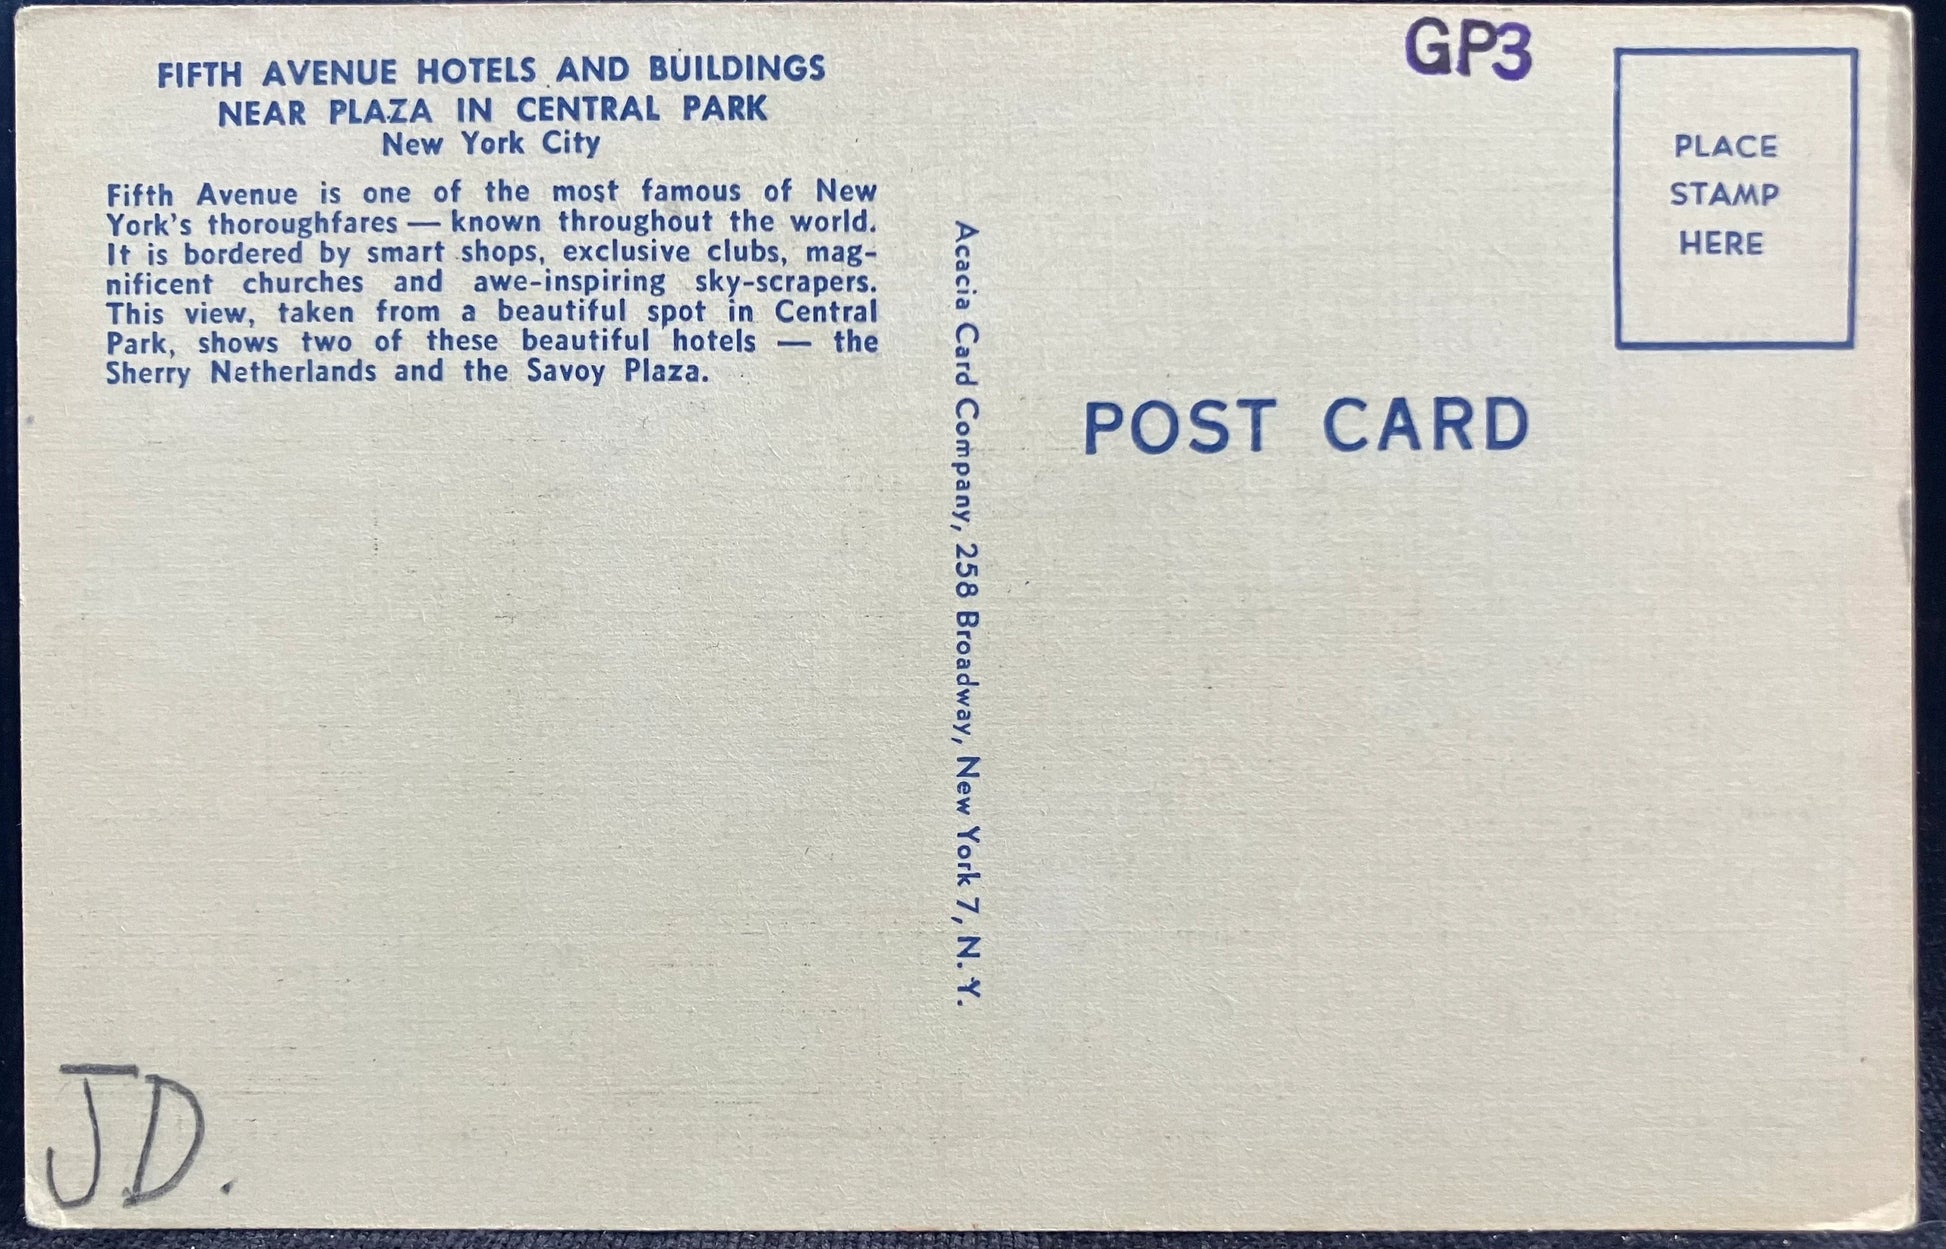 FIFTH AVENUE HOTELS AND BUILDINGS
NEAR PLAZA IN CENTRAL PARK
New York City
Fifth Avenue is one of the most famous of New
York's thoroughfares — known throughout the world.
It is bordered by smart shops, exclusive clubs, mag-
nificent churches and awe-inspiring sky-scrapers.
This view, taken from a beautiful spot in Central
Park, shows two of these beautiful hotels — the
Sherry Netherlands and the Savoy Plaza.
JD.
Acacia Card Company, 258 Broadway, New York 7, N. Y.
GP3
PLACE
STAMP
HERE
POST CARD